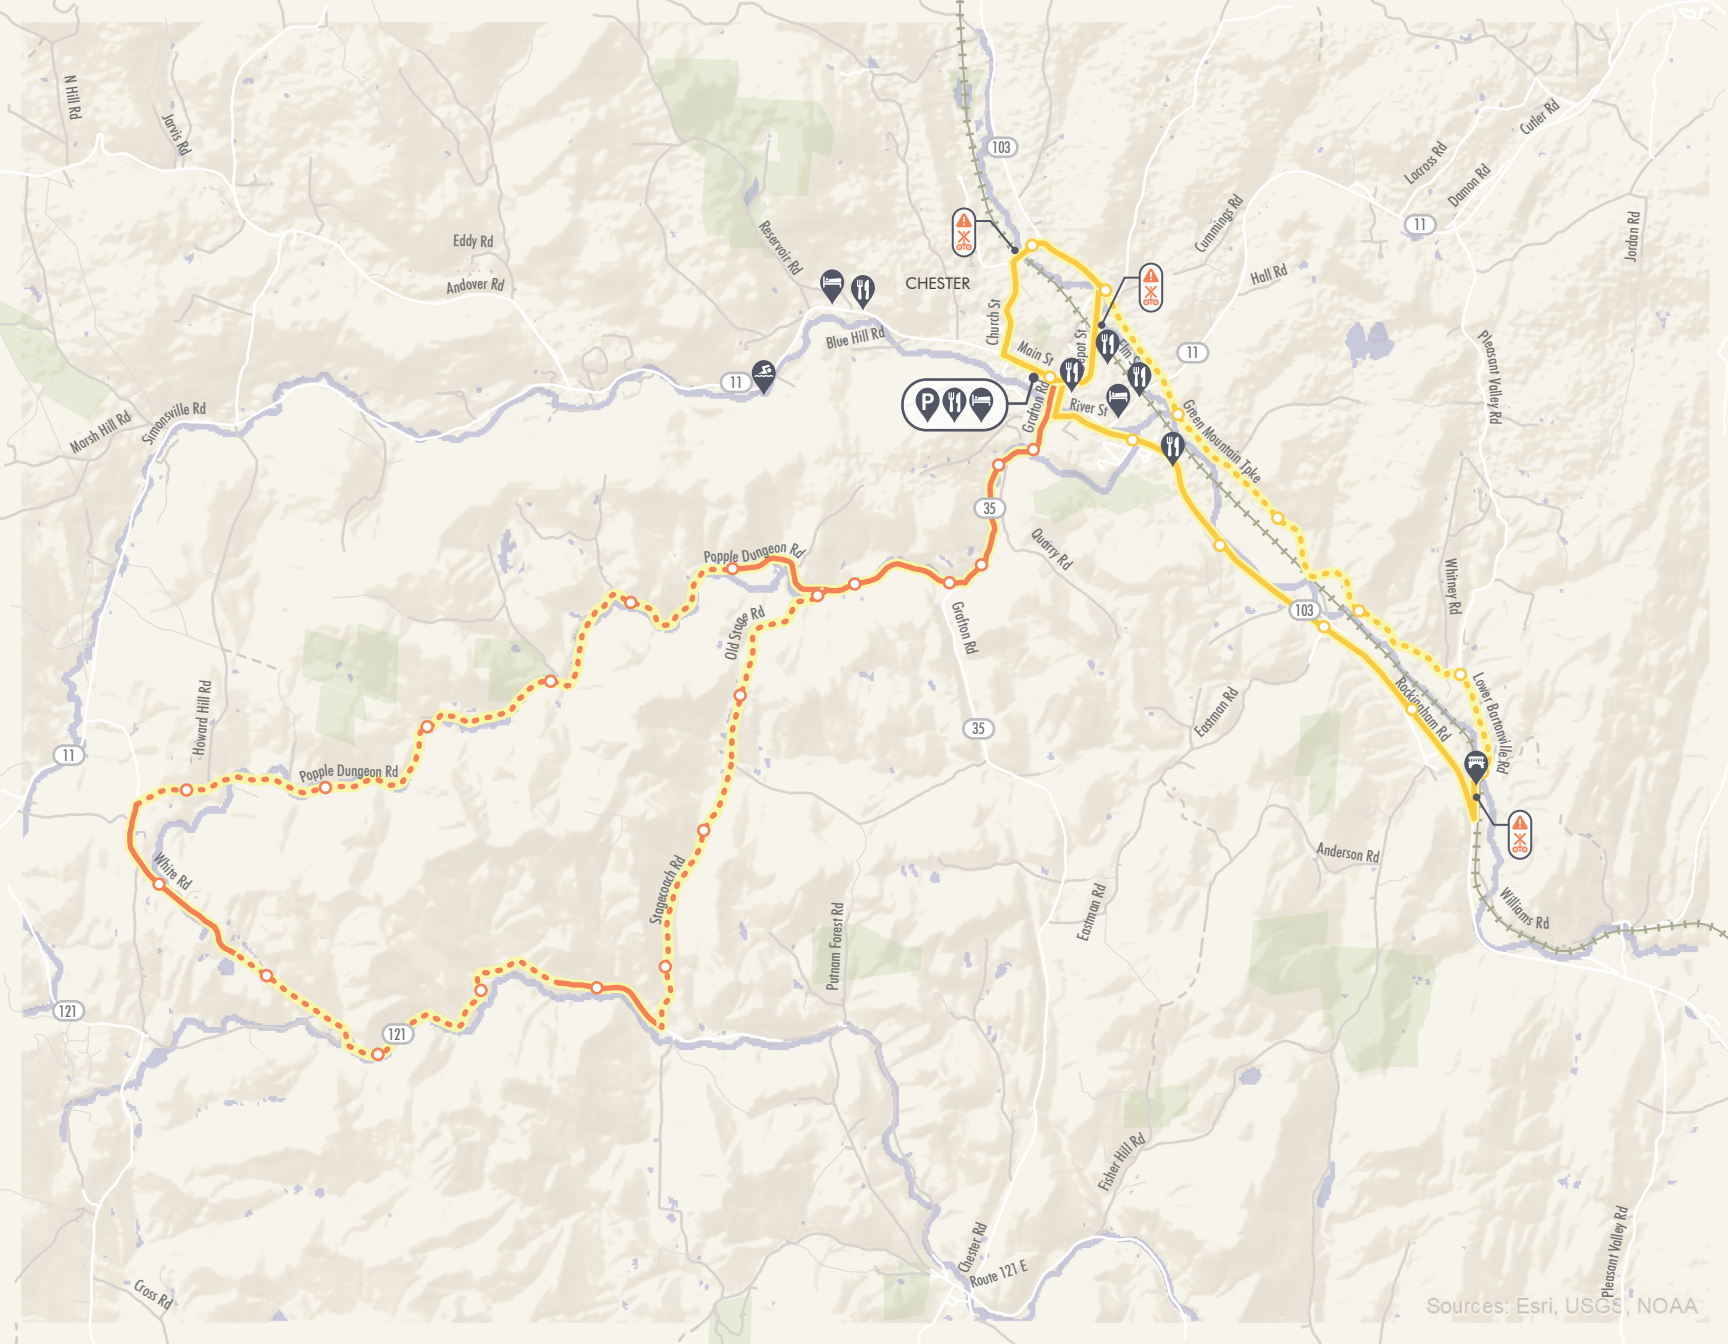 N Hill Rd
Jarvis Rd
103
Cutler Rd
Lacross Rd
Damon Rd
Cummings Rd
11
Jordan Rd
Eddy Rd
Reservoir Rd
Andover Rd
CHESTER
Hall Rd
Church St
Blue Hill Rd
Main St
Depot St
Elm St
11
Pleasant Valley Rd
11
P
Grafton Rd
River St
Marsh Hill Rd
Simonsville Rd
Green Mountain Tpke
35
Quarry Rd
Popple Dungeon Rd
Whitney Rd
103
Old Stage Rd
Grafton Rd
Howard Hill Rd
Eastman Rd
Rockingham Rd
Lower Bartonville Rd
35
11
Popple Dungeon Rd
White Rd
Anderson Rd
Stagecoach Rd
Putnam Forest Rd
Eastman Rd
Williams Rd
121
121
Fisher Hill Rd
Chester Rd
Route 121 E
Pleasant Valley Rd
Cross Rd
Sources: Esri, USGS, NOAA